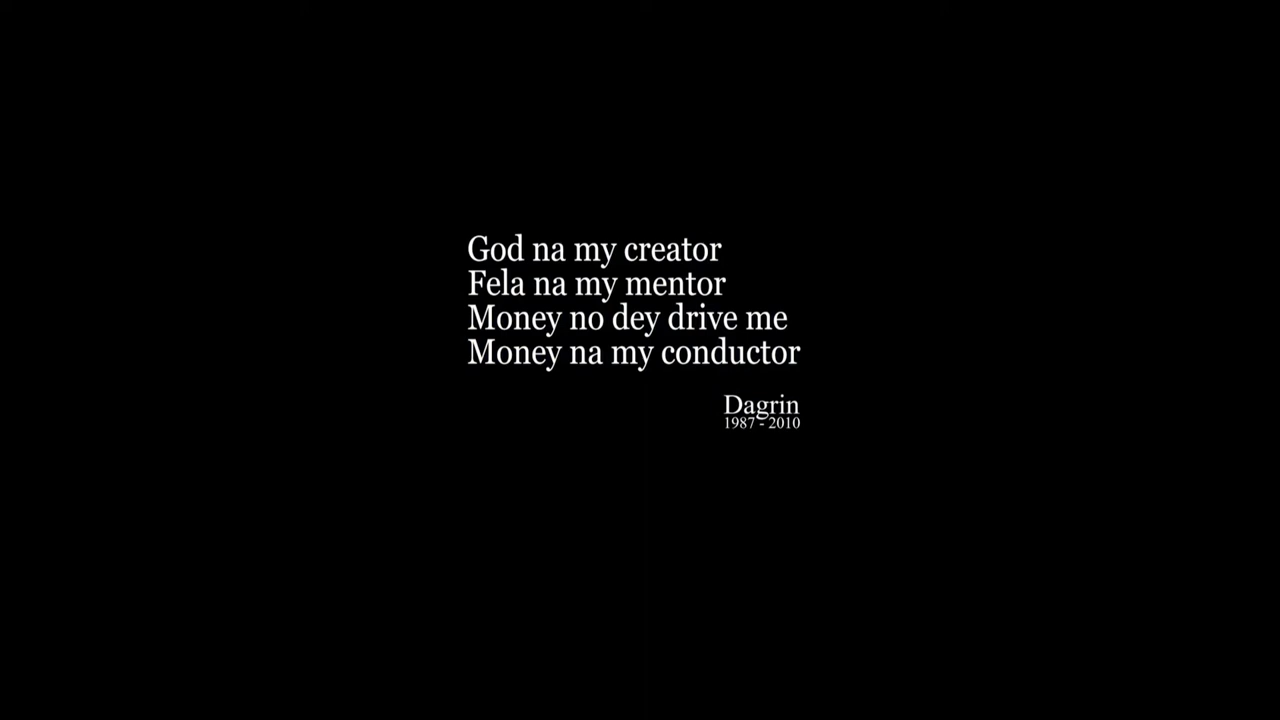 God na my creator
Fela na my mentor
Money no dey drive me
Money na my conductor
Dagrin
1987 - 2010